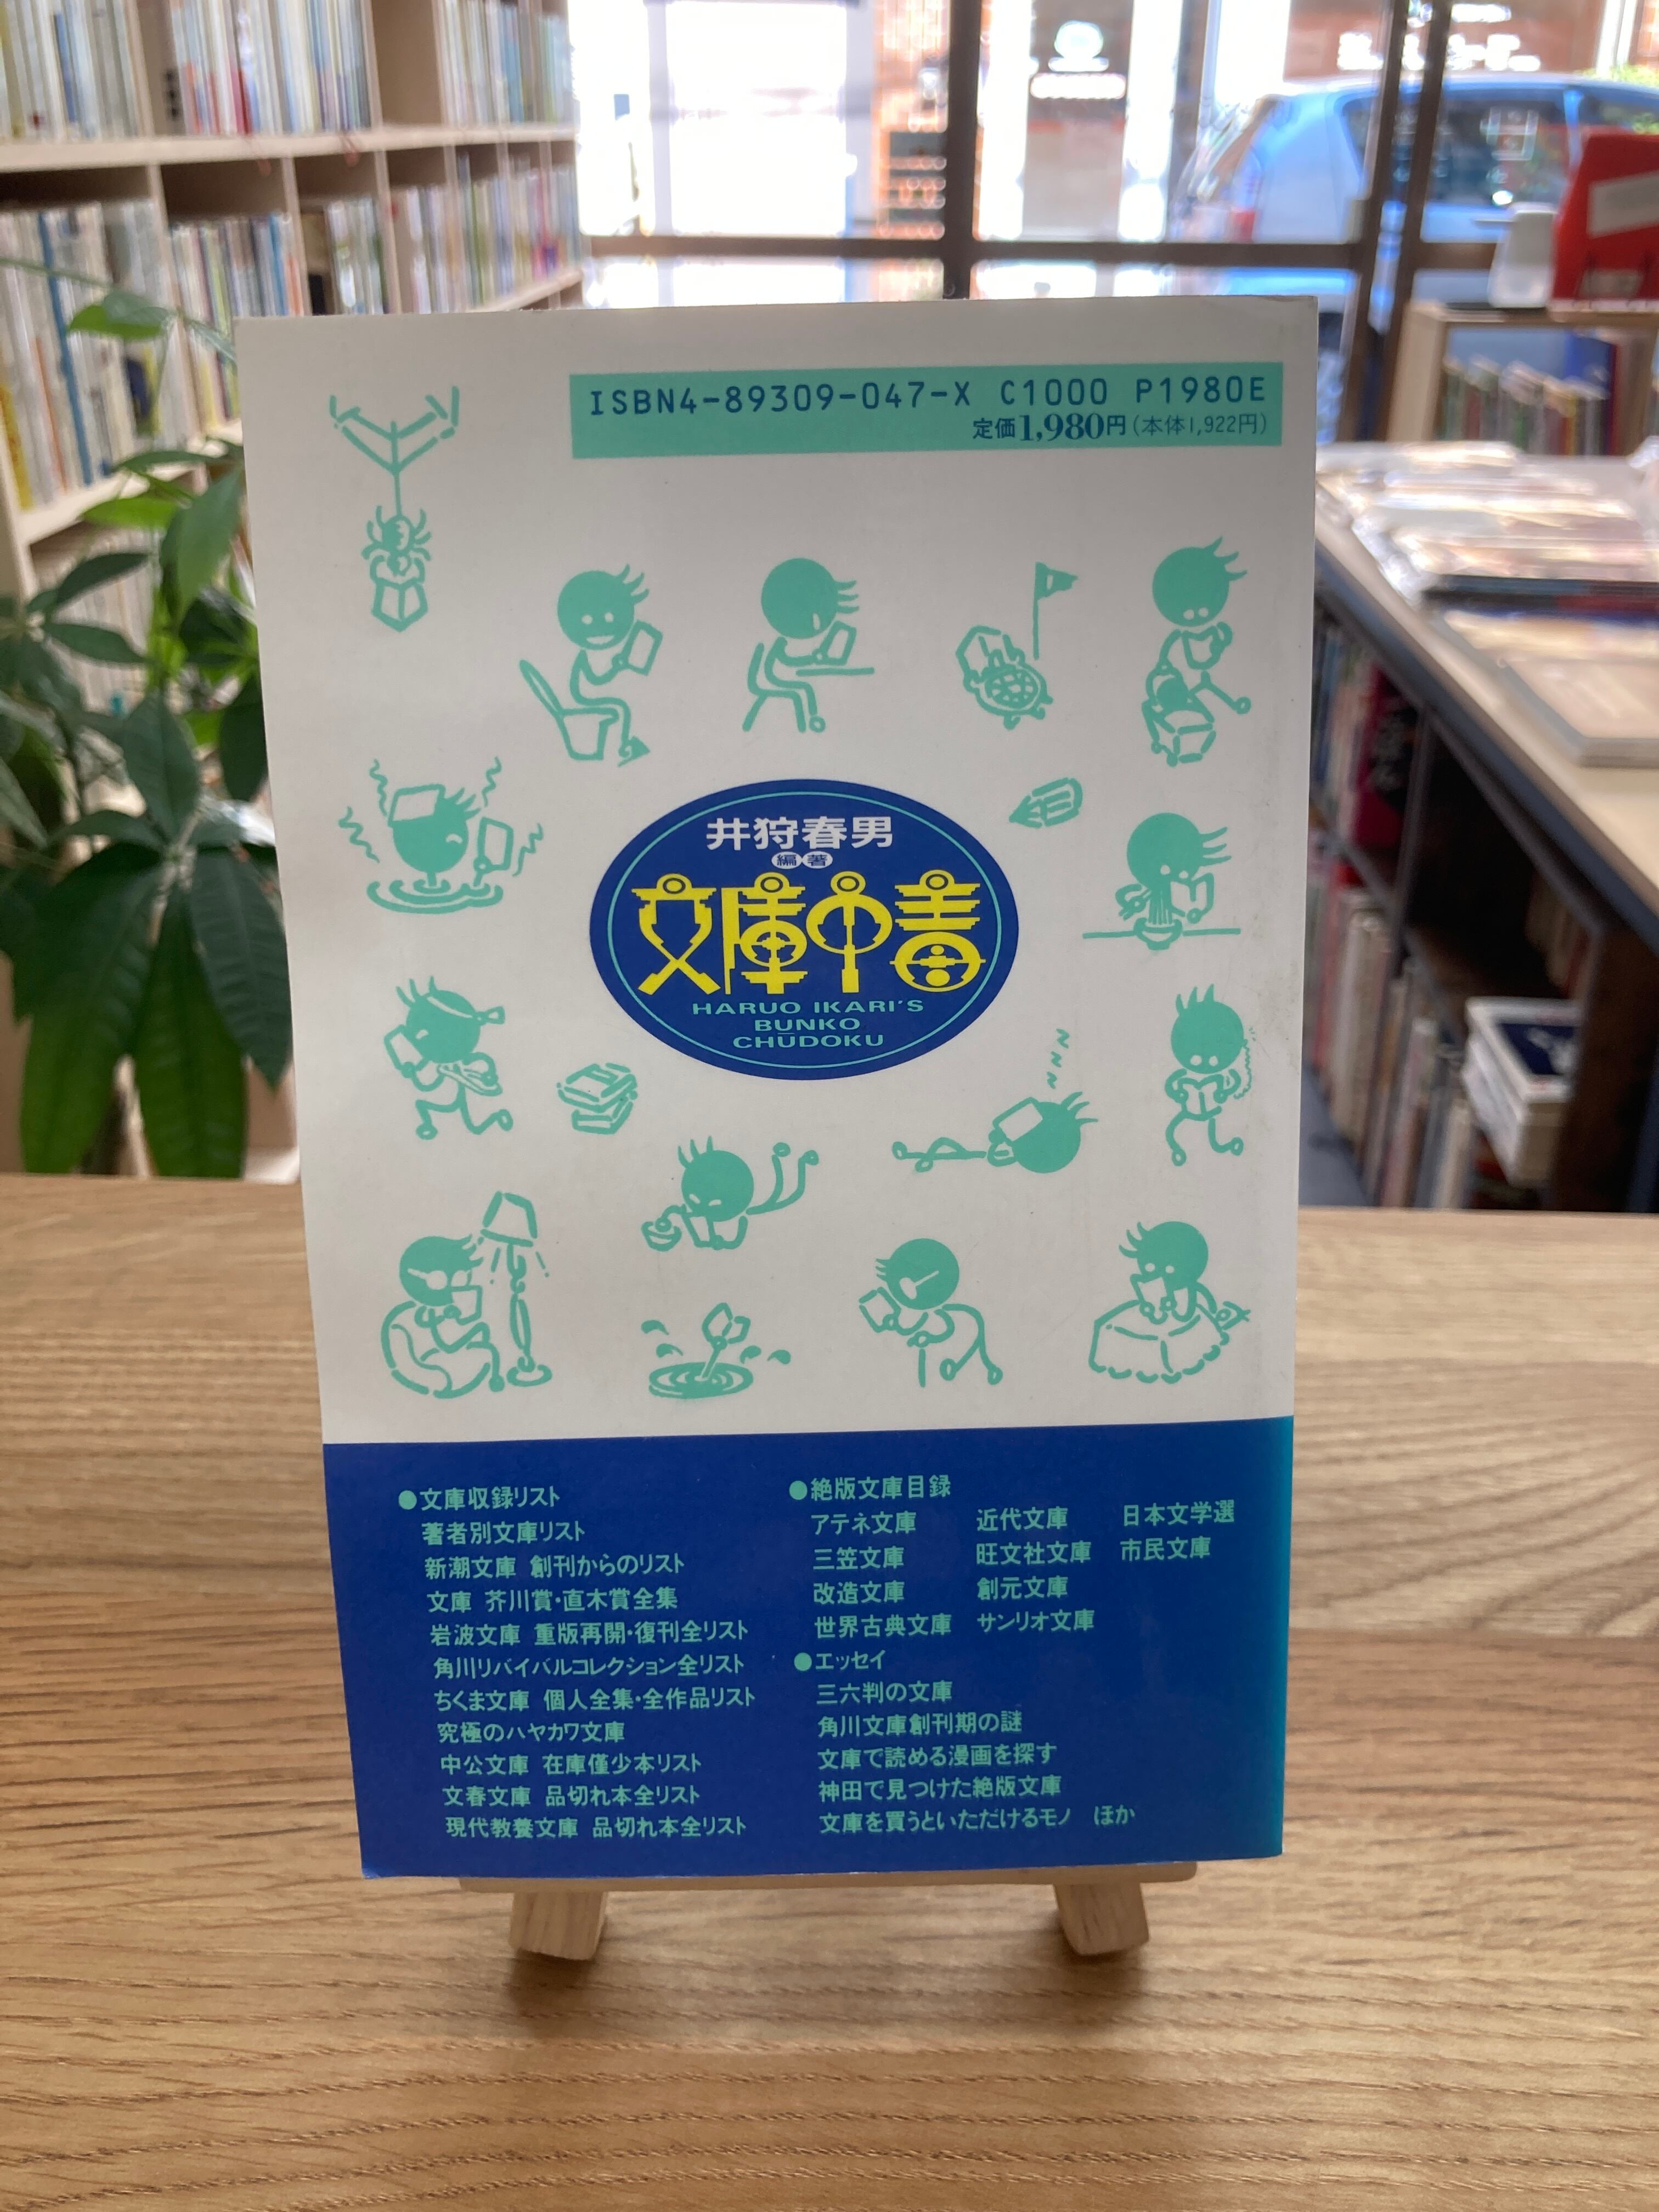 ISBN4-89309-047-X C1000 P1980E
定価1,980円(本体1,922円)
井狩春男
編著
文庫中毒
HARUO IKARI'S
BUNKO
CHŪDOKU
●文庫収録リスト
著者別文庫リスト
新潮文庫 創刊からのリスト
文庫 芥川賞・直木賞全集
岩波文庫 重版再開・復刊全リスト
角川リバイバルコレクション全リスト
ちくま文庫 個人全集・全作品リスト
究極のハヤカワ文庫
中公文庫 在庫僅少本リスト
文春文庫 品切れ本全リスト
現代教養文庫 品切れ本全リスト
●絶版文庫目録
アテネ文庫 近代文庫 日本文学選
三笠文庫 旺文社文庫 市民文庫
改造文庫 創元文庫
世界古典文庫 サンリオ文庫
●エッセイ
三六判の文庫
角川文庫創刊期の謎
文庫で読める漫画を探す
神田で見つけた絶版文庫
文庫を買うといただけるモノ ほか